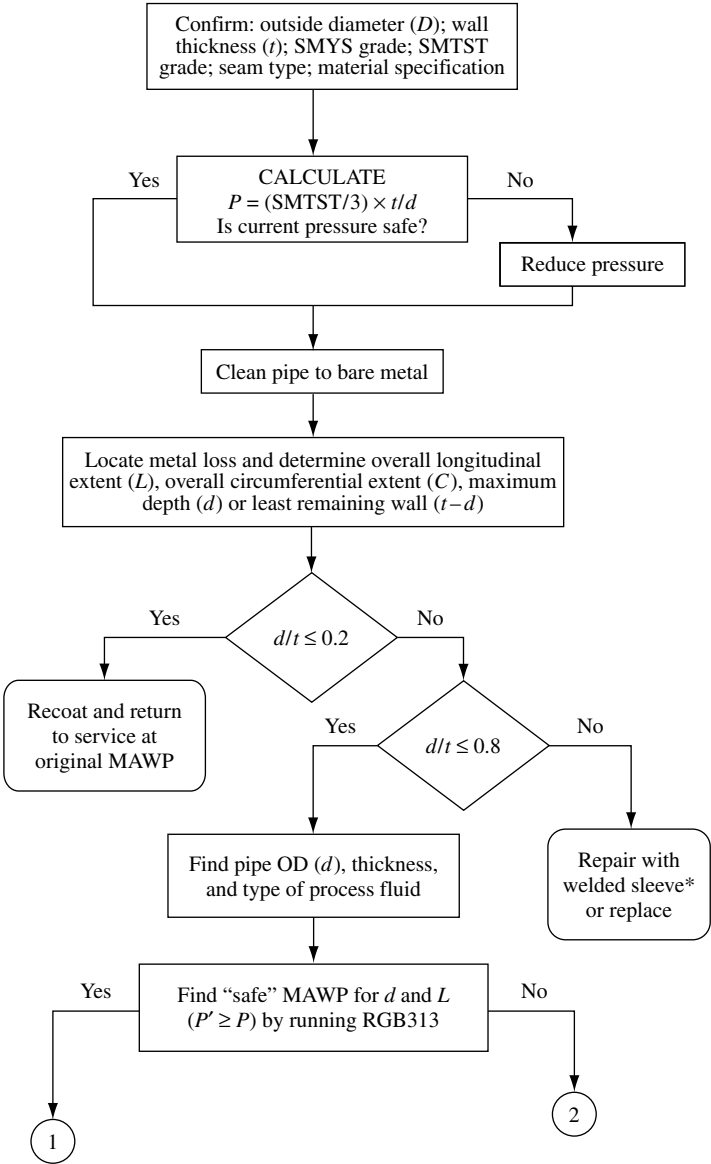 Confirm: outside diameter (D); wall
thickness (t); SMYS grade; SMTST
grade; seam type; material specification
Yes
CALCULATE
P = (SMTST/3) × t/d
Is current pressure safe?
No
Reduce pressure
Clean pipe to bare metal
Locate metal loss and determine overall longitudinal
extent (L), overall circumferential extent (C), maximum
depth (d) or least remaining wall (t–d)
Yes
d/t ≤ 0.2
No
Recoat and return
to service at
original MAWP
Yes
d/t ≤ 0.8
No
Find pipe OD (d), thickness,
and type of process fluid
Repair with
welded sleeve*
or replace
Yes
Find “safe” MAWP for d and L
(P′ ≥ P) by running RGB313
No
1
2